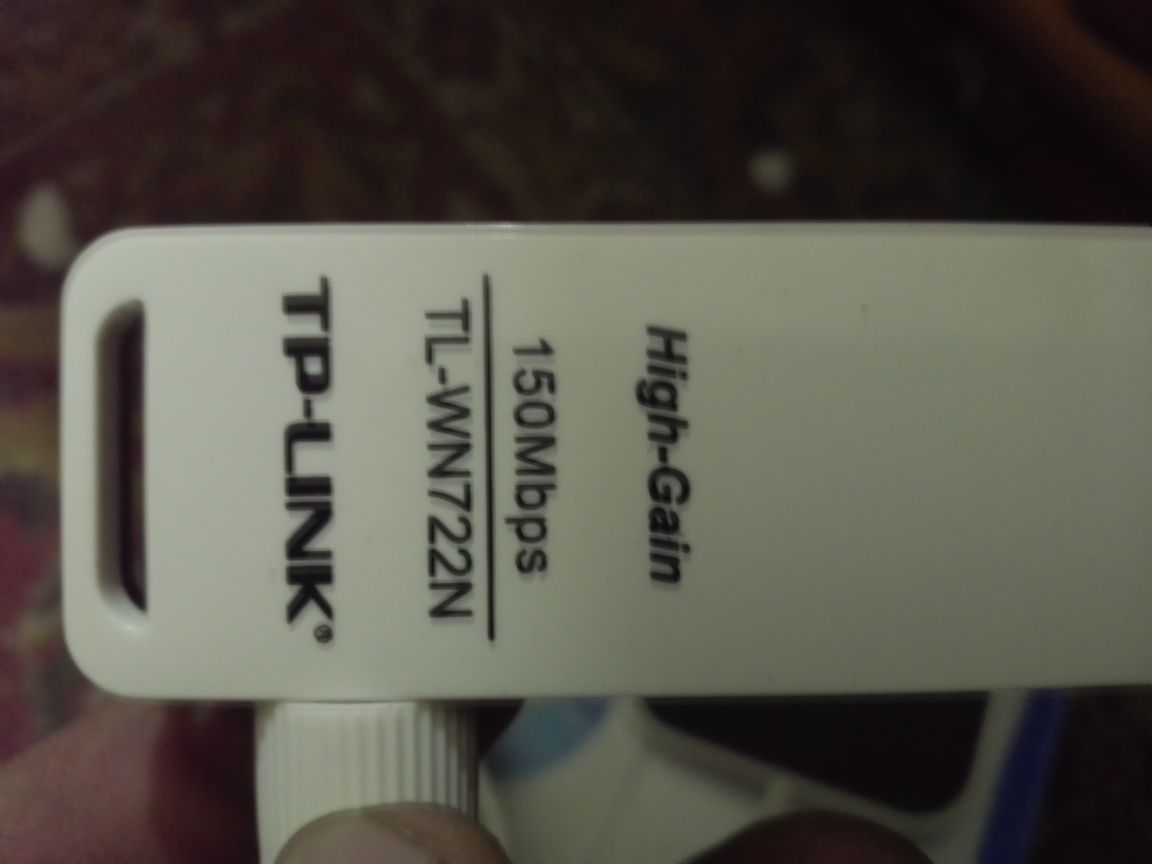 High-Gain
150Mbps
TL-WN722N
TP-LINK®